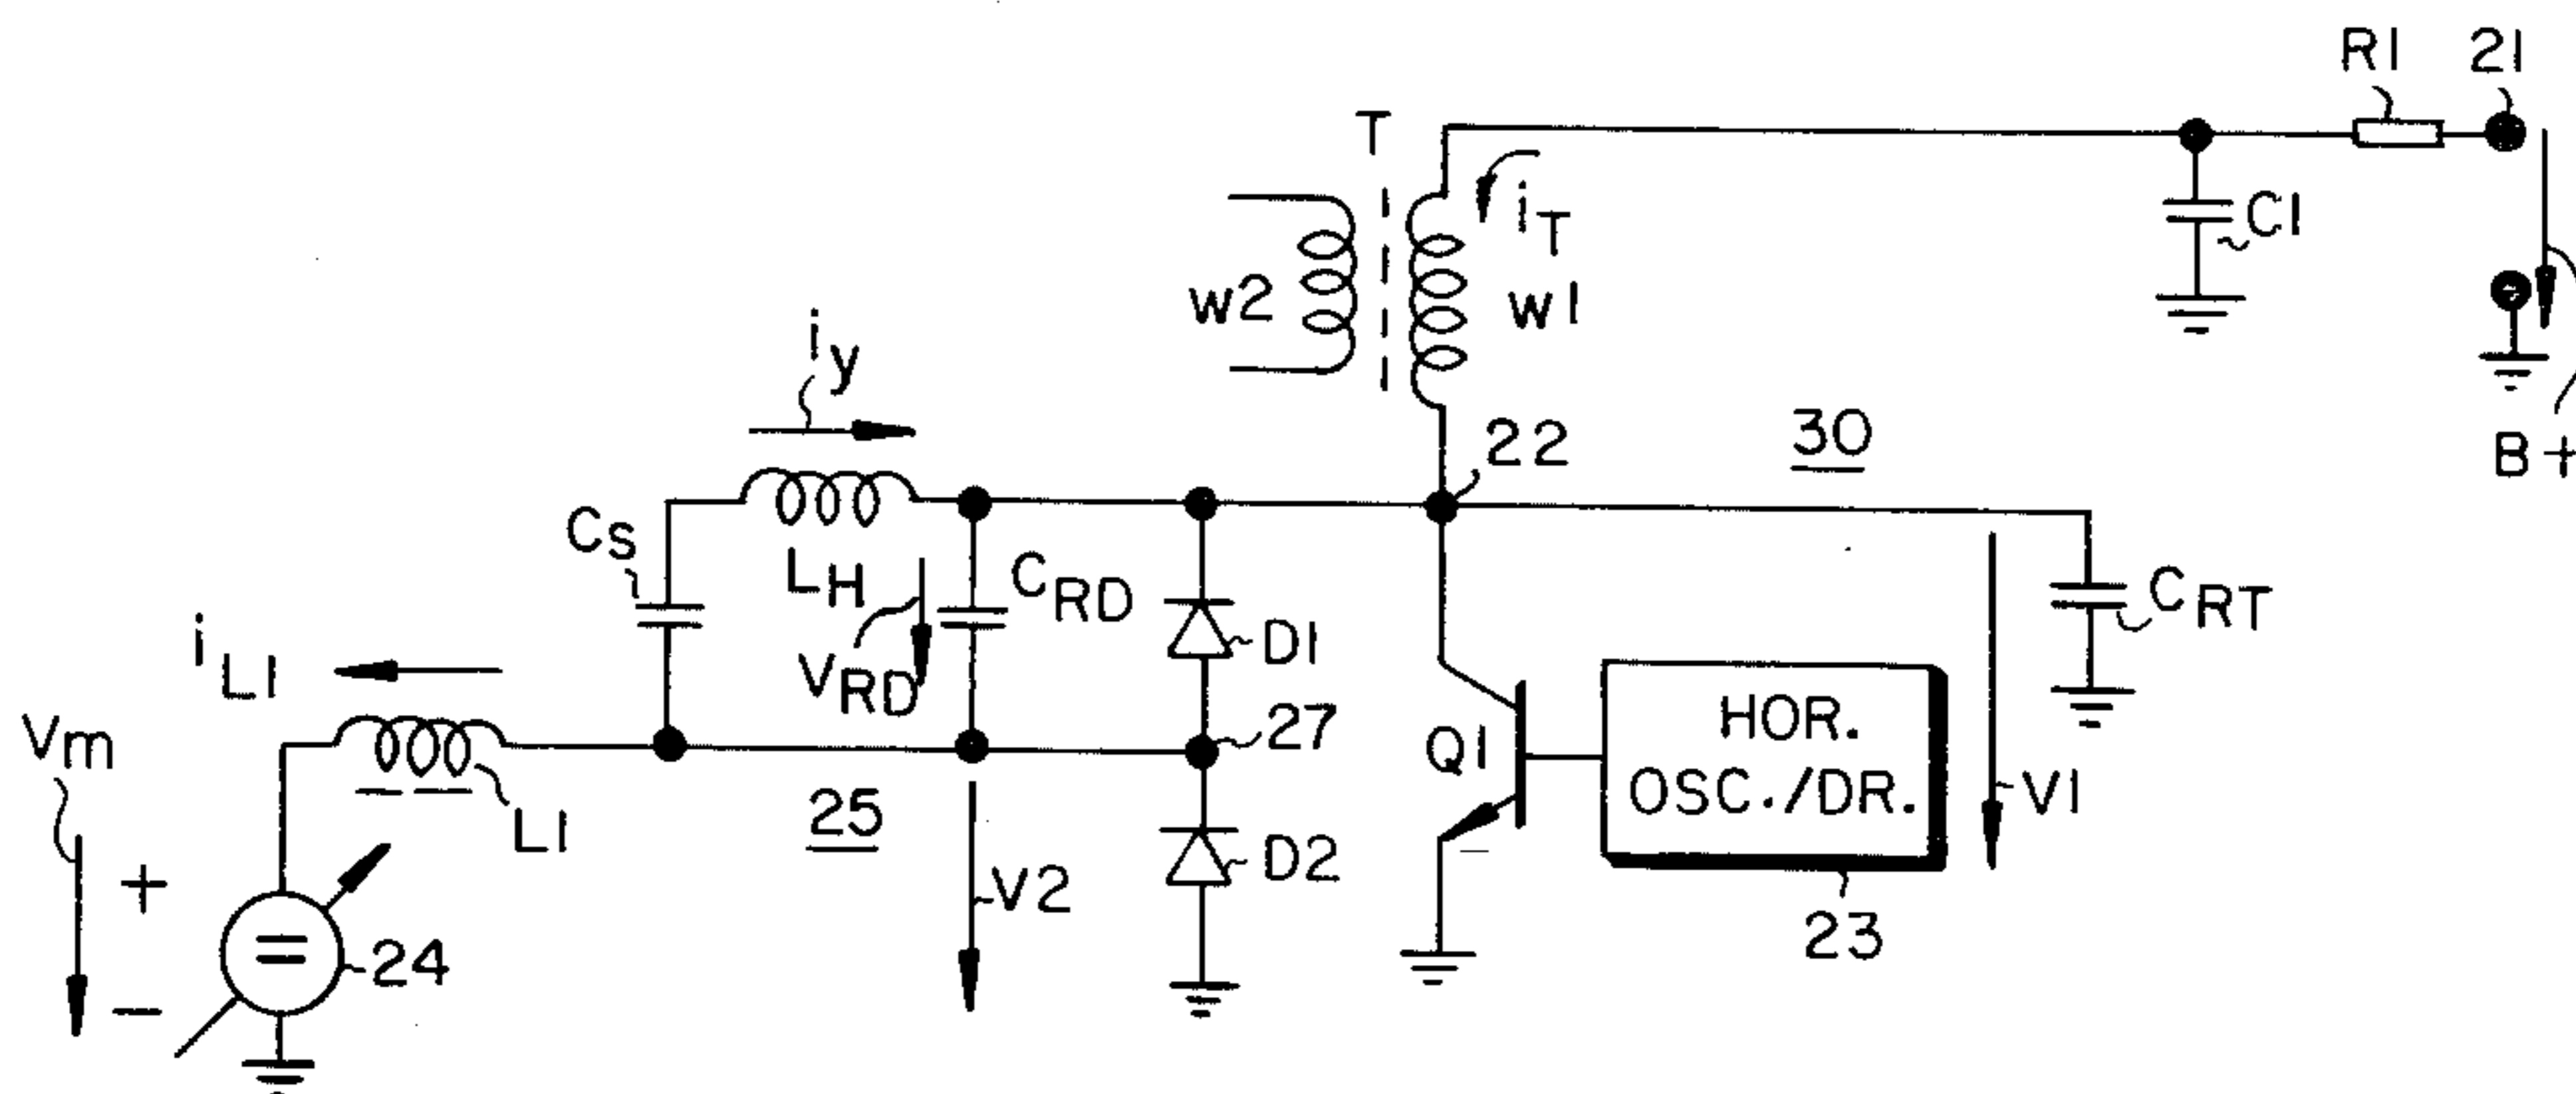 R1 21
T
iT
C1
w2 w1
iy
22
30
B+
Cs
LH
CRD
CRT
iL1
VRD
D1
27
HOR.
OSC./DR.
Q1
V1
Vm
L1
25
D2
V2
+
=
24
23
−